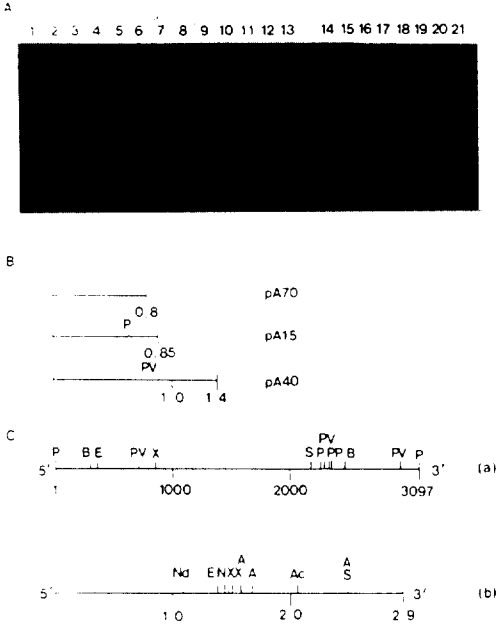 A
1 2 3 4 5 6 7 8 9 10 11 12 13 14 15 16 17 18 19 20 21
B
pA70
0.8
P
pA15
0.85
PV
pA40
1.0 1.4
C
PV
P B E PV X S P PP B PV P
5' 3' (a)
1 1000 2000 3097
A A
Nd E N X X A Ac S
5' 3' (b)
1.0 2.0 2.9